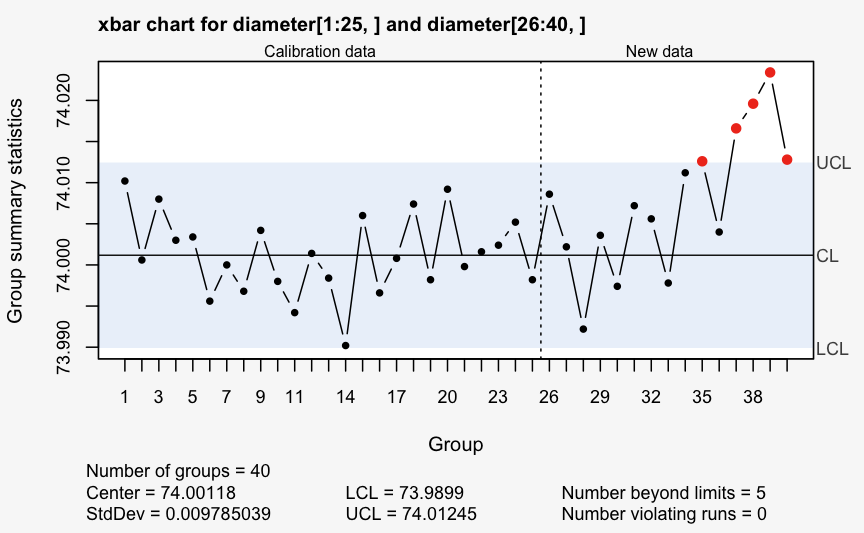 xbar chart for diameter[1:25, ] and diameter[26:40, ]
Calibration data New data
Group summary statistics
74.020
74.010
74.000
73.990
UCL
CL
LCL
1 3 5 7 9 11 14 17 20 23 26 29 32 35 38
Group
Number of groups = 40
Center = 74.00118 LCL = 73.9899 Number beyond limits = 5
StdDev = 0.009785039 UCL = 74.01245 Number violating runs = 0